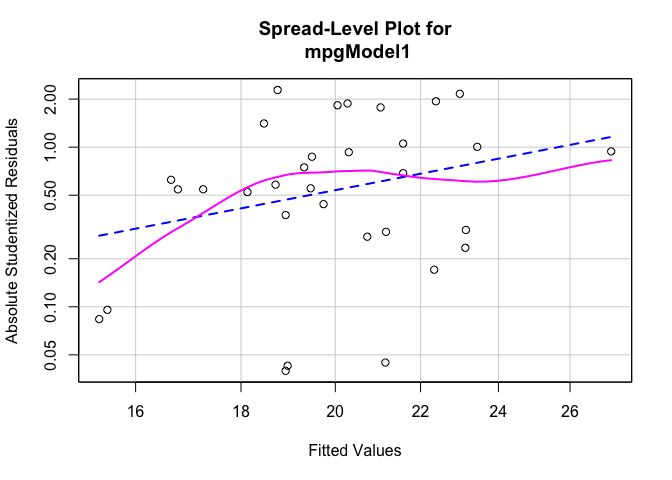 Spread-Level Plot for
mpgModel1
Absolute Studentized Residuals
2.00
1.00
0.50
0.20
0.10
0.05
16 18 20 22 24 26
Fitted Values